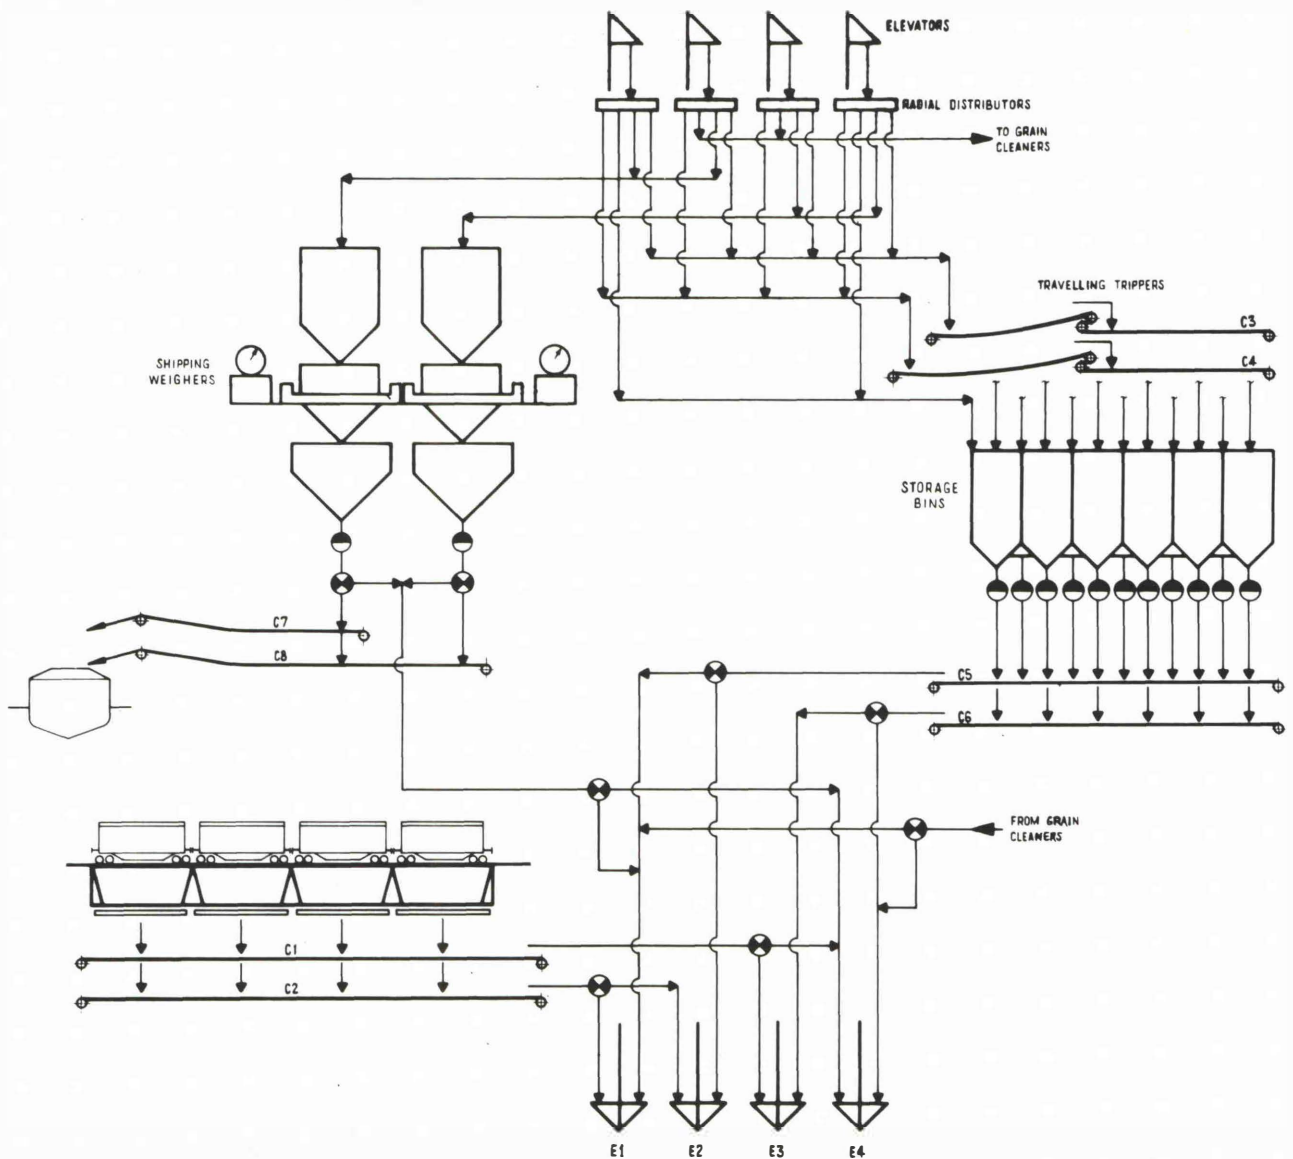 ELEVATORS
RADIAL DISTRIBUTORS
TO GRAIN
CLEANERS
TRAVELLING TRIPPERS
C3
C4
SHIPPING
WEIGHERS
STORAGE
BINS
C7
C8
C5
C6
FROM GRAIN
CLEANERS
C1
C2
E1
E2
E3
E4